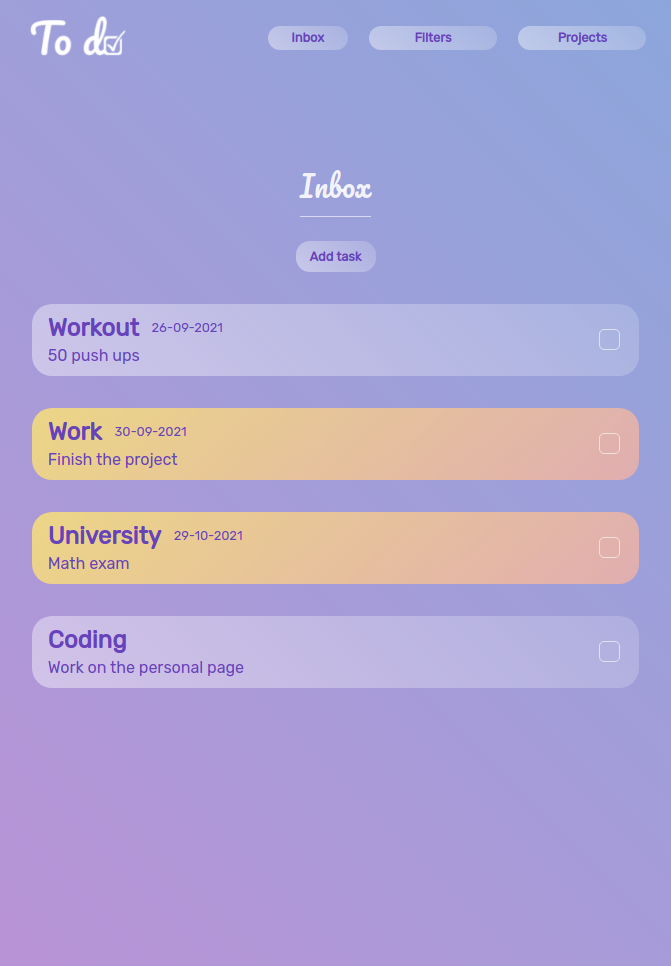 To do
Inbox Filters Projects
Inbox
Add task
Workout 26-09-2021
50 push ups
Work 30-09-2021
Finish the project
University 29-10-2021
Math exam
Coding
Work on the personal page